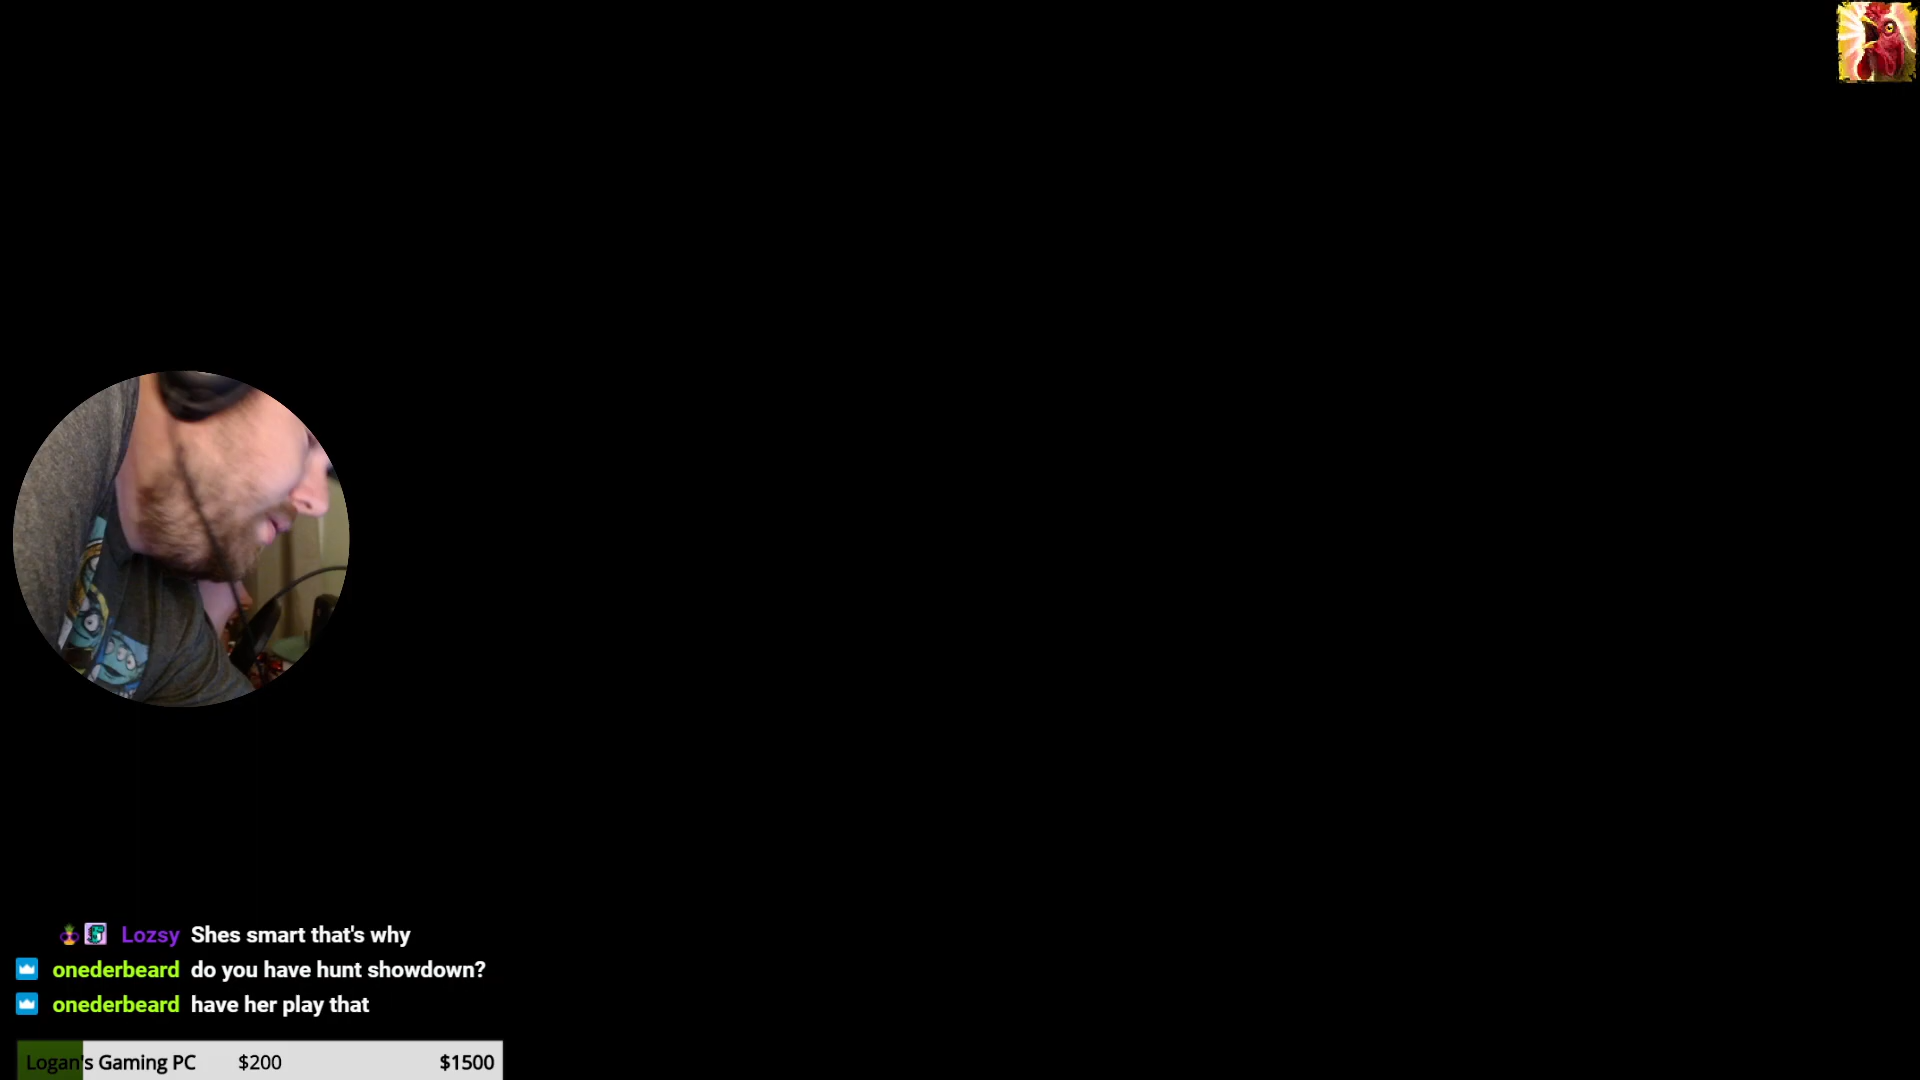 Lozsy Shes smart that's why
onederbeard do you have hunt showdown?
onederbeard have her play that
Logan's Gaming PC $200 $1500